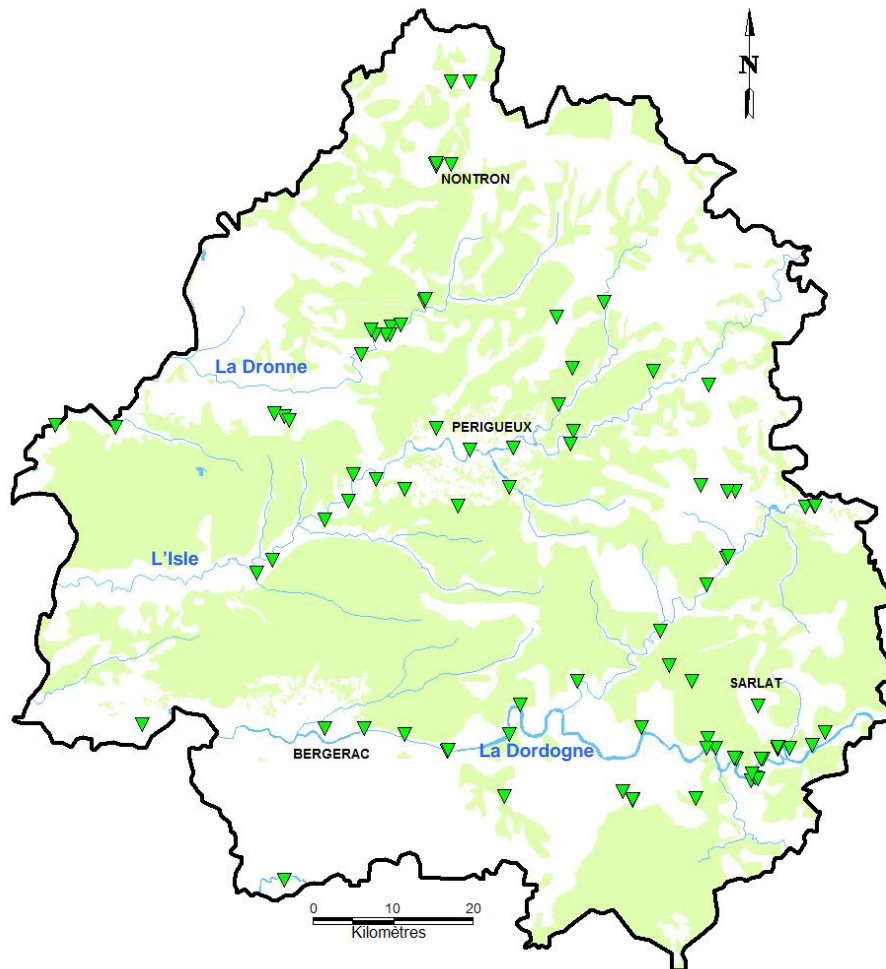 N
NONTRON
La Dronne
PERIGUEUX
L'Isle
SARLAT
BERGERAC
La Dordogne
0 10 20
Kilomètres